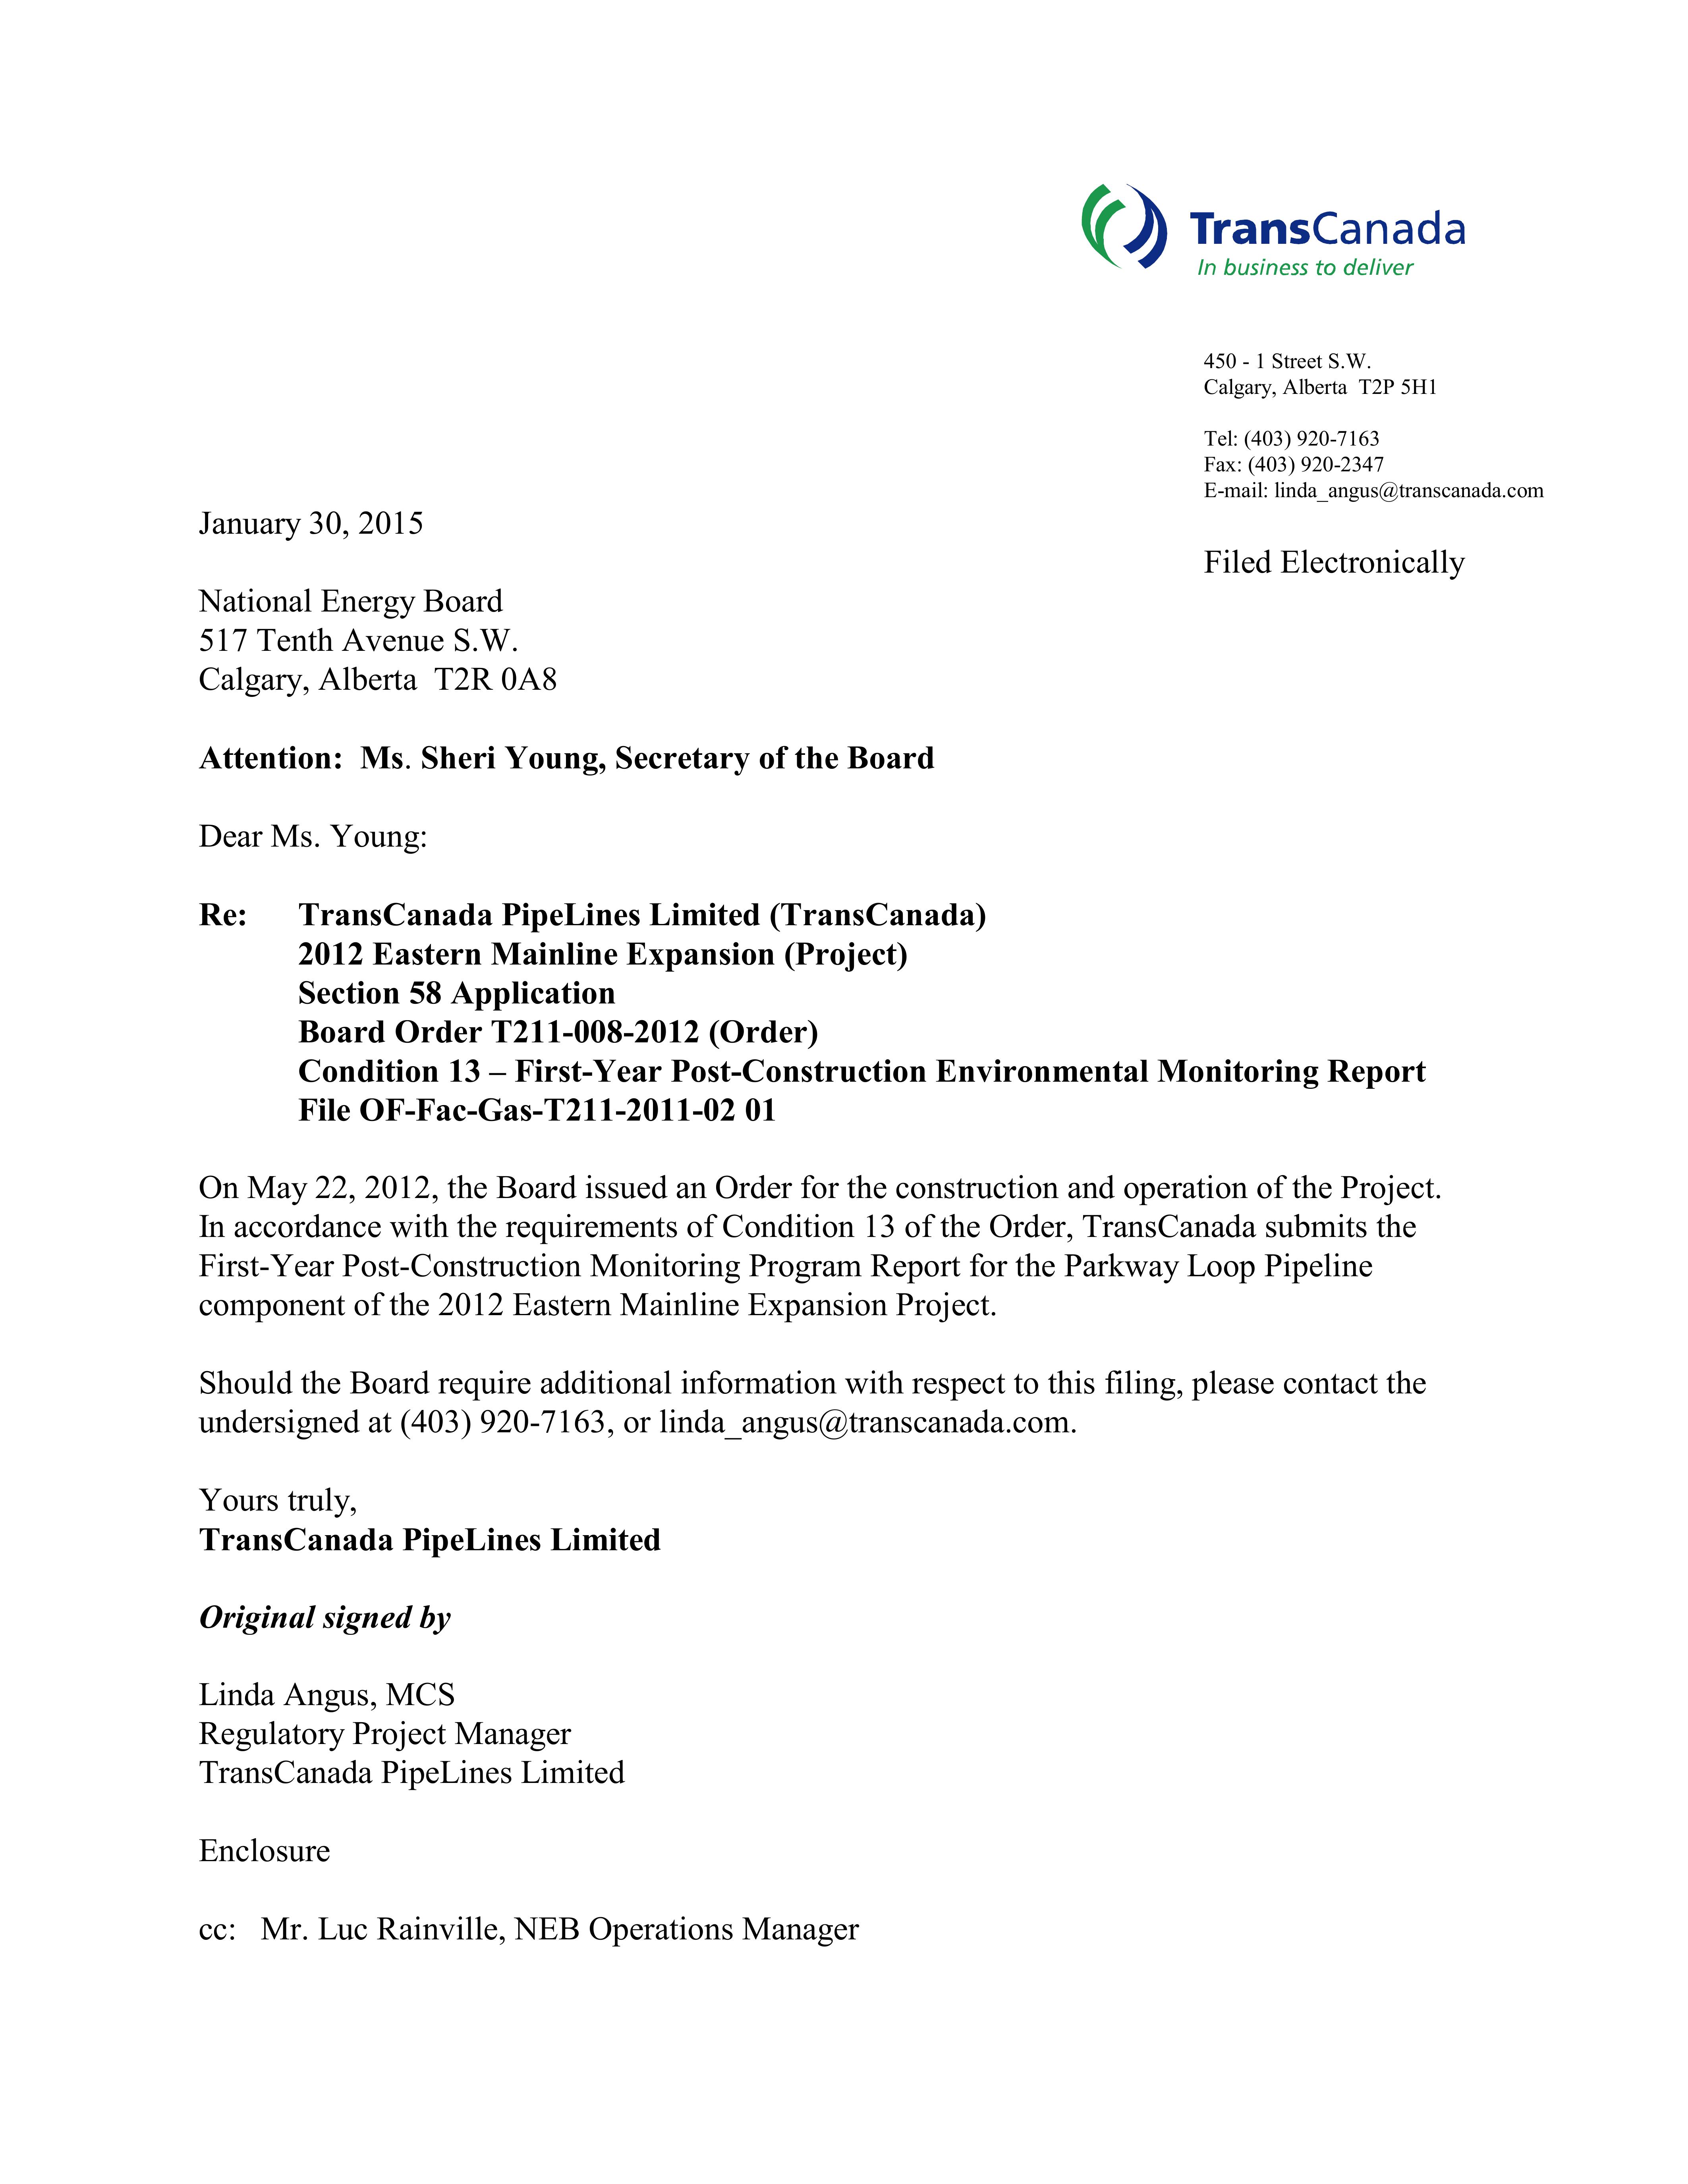 TransCanada
In business to deliver
450 - 1 Street S.W.
Calgary, Alberta  T2P 5H1
Tel: (403) 920-7163
Fax: (403) 920-2347
E-mail: linda_angus@transcanada.com
January 30, 2015
Filed Electronically
National Energy Board
517 Tenth Avenue S.W.
Calgary, Alberta  T2R 0A8
Attention:  Ms. Sheri Young, Secretary of the Board
Dear Ms. Young:
Re: TransCanada PipeLines Limited (TransCanada)
2012 Eastern Mainline Expansion (Project)
Section 58 Application
Board Order T211-008-2012 (Order)
Condition 13 – First-Year Post-Construction Environmental Monitoring Report
File OF-Fac-Gas-T211-2011-02 01
On May 22, 2012, the Board issued an Order for the construction and operation of the Project.
In accordance with the requirements of Condition 13 of the Order, TransCanada submits the
First-Year Post-Construction Monitoring Program Report for the Parkway Loop Pipeline
component of the 2012 Eastern Mainline Expansion Project.
Should the Board require additional information with respect to this filing, please contact the
undersigned at (403) 920-7163, or linda_angus@transcanada.com.
Yours truly,
TransCanada PipeLines Limited
Original signed by
Linda Angus, MCS
Regulatory Project Manager
TransCanada PipeLines Limited
Enclosure
cc: Mr. Luc Rainville, NEB Operations Manager